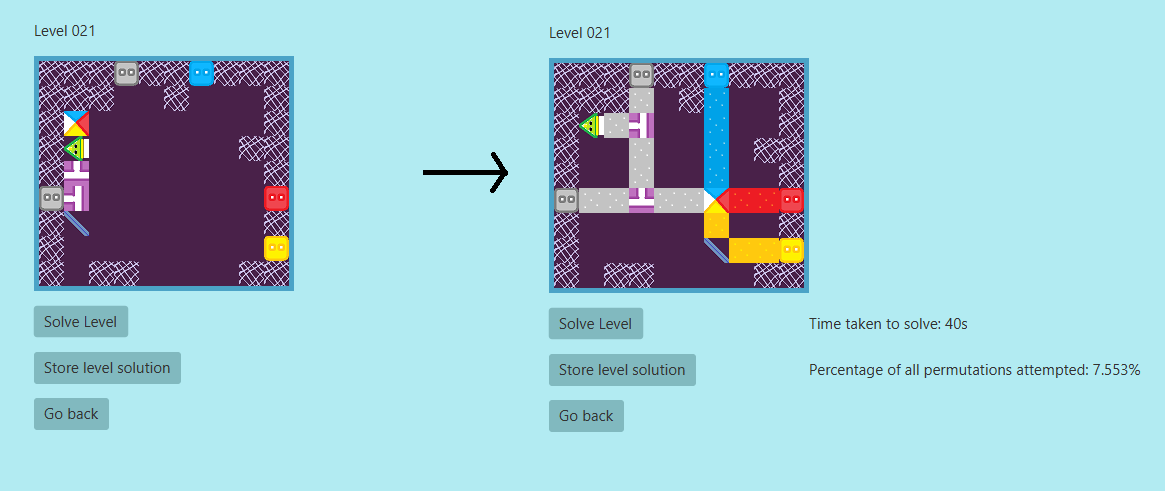 Level 021
Solve Level
Store level solution
Go back
Level 021
Solve Level
Time taken to solve: 40s
Store level solution
Percentage of all permutations attempted: 7.553%
Go back